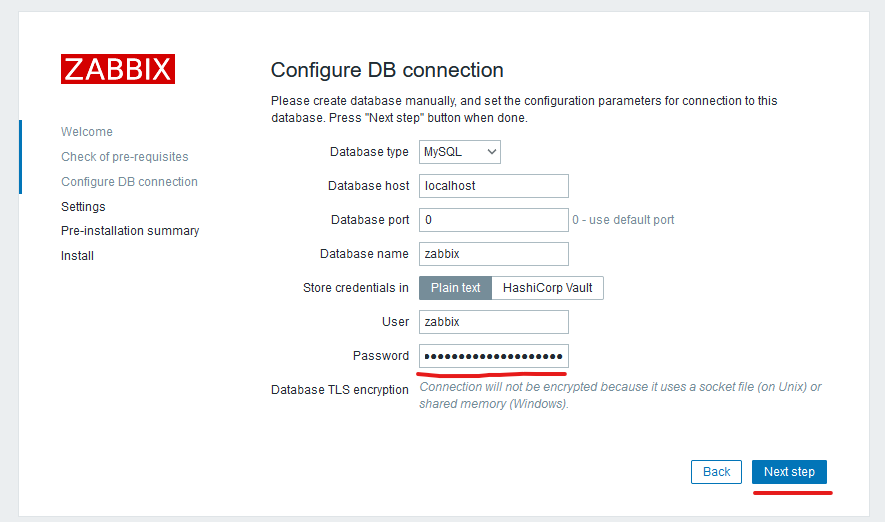 ZABBIX
Welcome
Check of pre-requisites
Configure DB connection
Settings
Pre-installation summary
Install
Configure DB connection
Please create database manually, and set the configuration parameters for connection to this
database. Press "Next step" button when done.
Database type MySQL
Database host localhost
Database port 0 0 - use default port
Database name zabbix
Store credentials in Plain text HashiCorp Vault
User zabbix
Password ●●●●●●●●●●●●●●●●●●●●
Database TLS encryption Connection will not be encrypted because it uses a socket file (on Unix) or
shared memory (Windows).
Back Next step